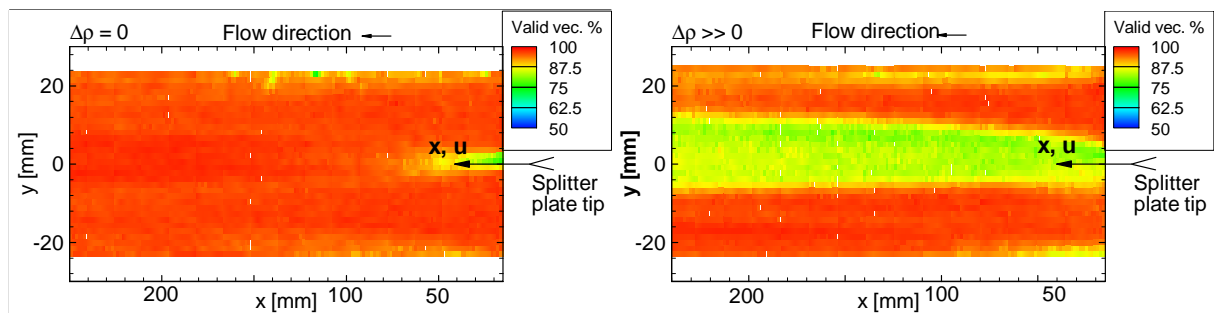 Δρ = 0
Flow direction
Valid vec. %
100
87.5
75
62.5
50
20
0
-20
y [mm]
x, u
Splitter
plate tip
200
100
50
x [mm]
Δρ >> 0
Flow direction
Valid vec. %
100
87.5
75
62.5
50
20
0
-20
y [mm]
x, u
Splitter
plate tip
200
100
50
x [mm]